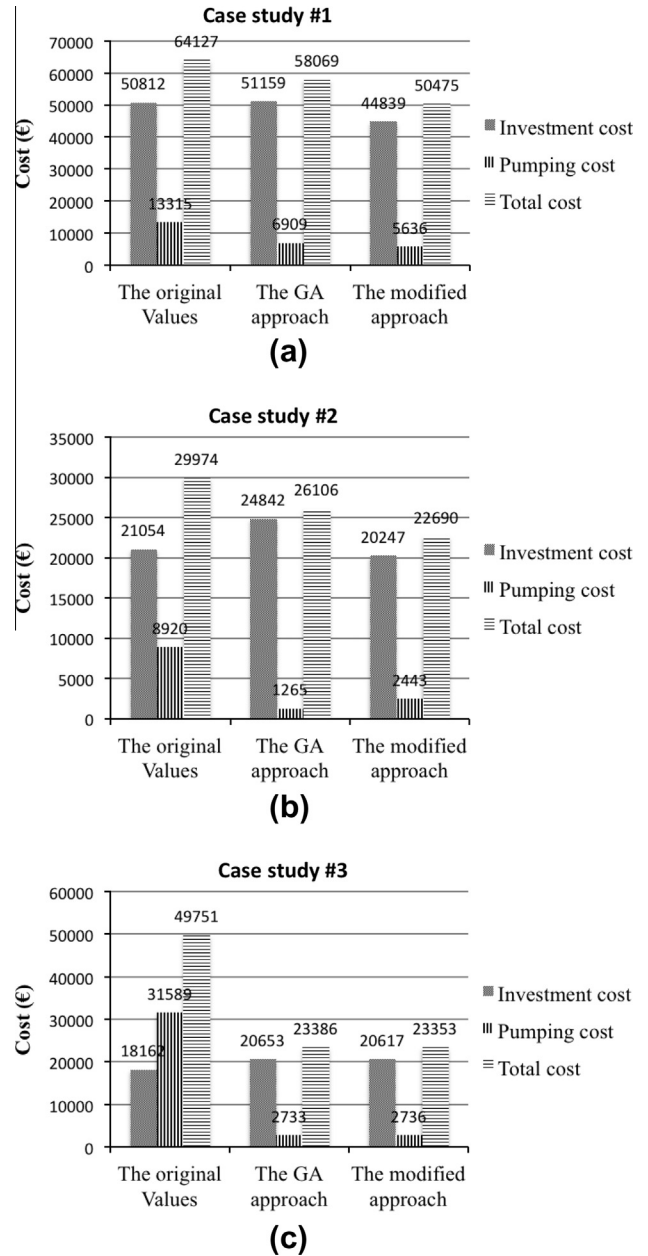 Case study #1
Cost (€)
70000
60000
50000
40000
30000
20000
10000
0
50812
13315
64127
51159
6909
58069
44839
5636
50475
The original
Values
The GA
approach
The modified
approach
Investment cost
Pumping cost
Total cost
(a)
Case study #2
Cost (€)
35000
30000
25000
20000
15000
10000
5000
0
21054
8920
29974
24842
1265
26106
20247
2443
22690
The original
Values
The GA
approach
The modified
approach
Investment cost
Pumping cost
Total cost
(b)
Case study #3
Cost (€)
60000
50000
40000
30000
20000
10000
0
18162
31589
49751
20653
2733
23386
20617
2736
23353
The original
Values
The GA
approach
The modified
approach
Investment cost
Pumping cost
Total cost
(c)